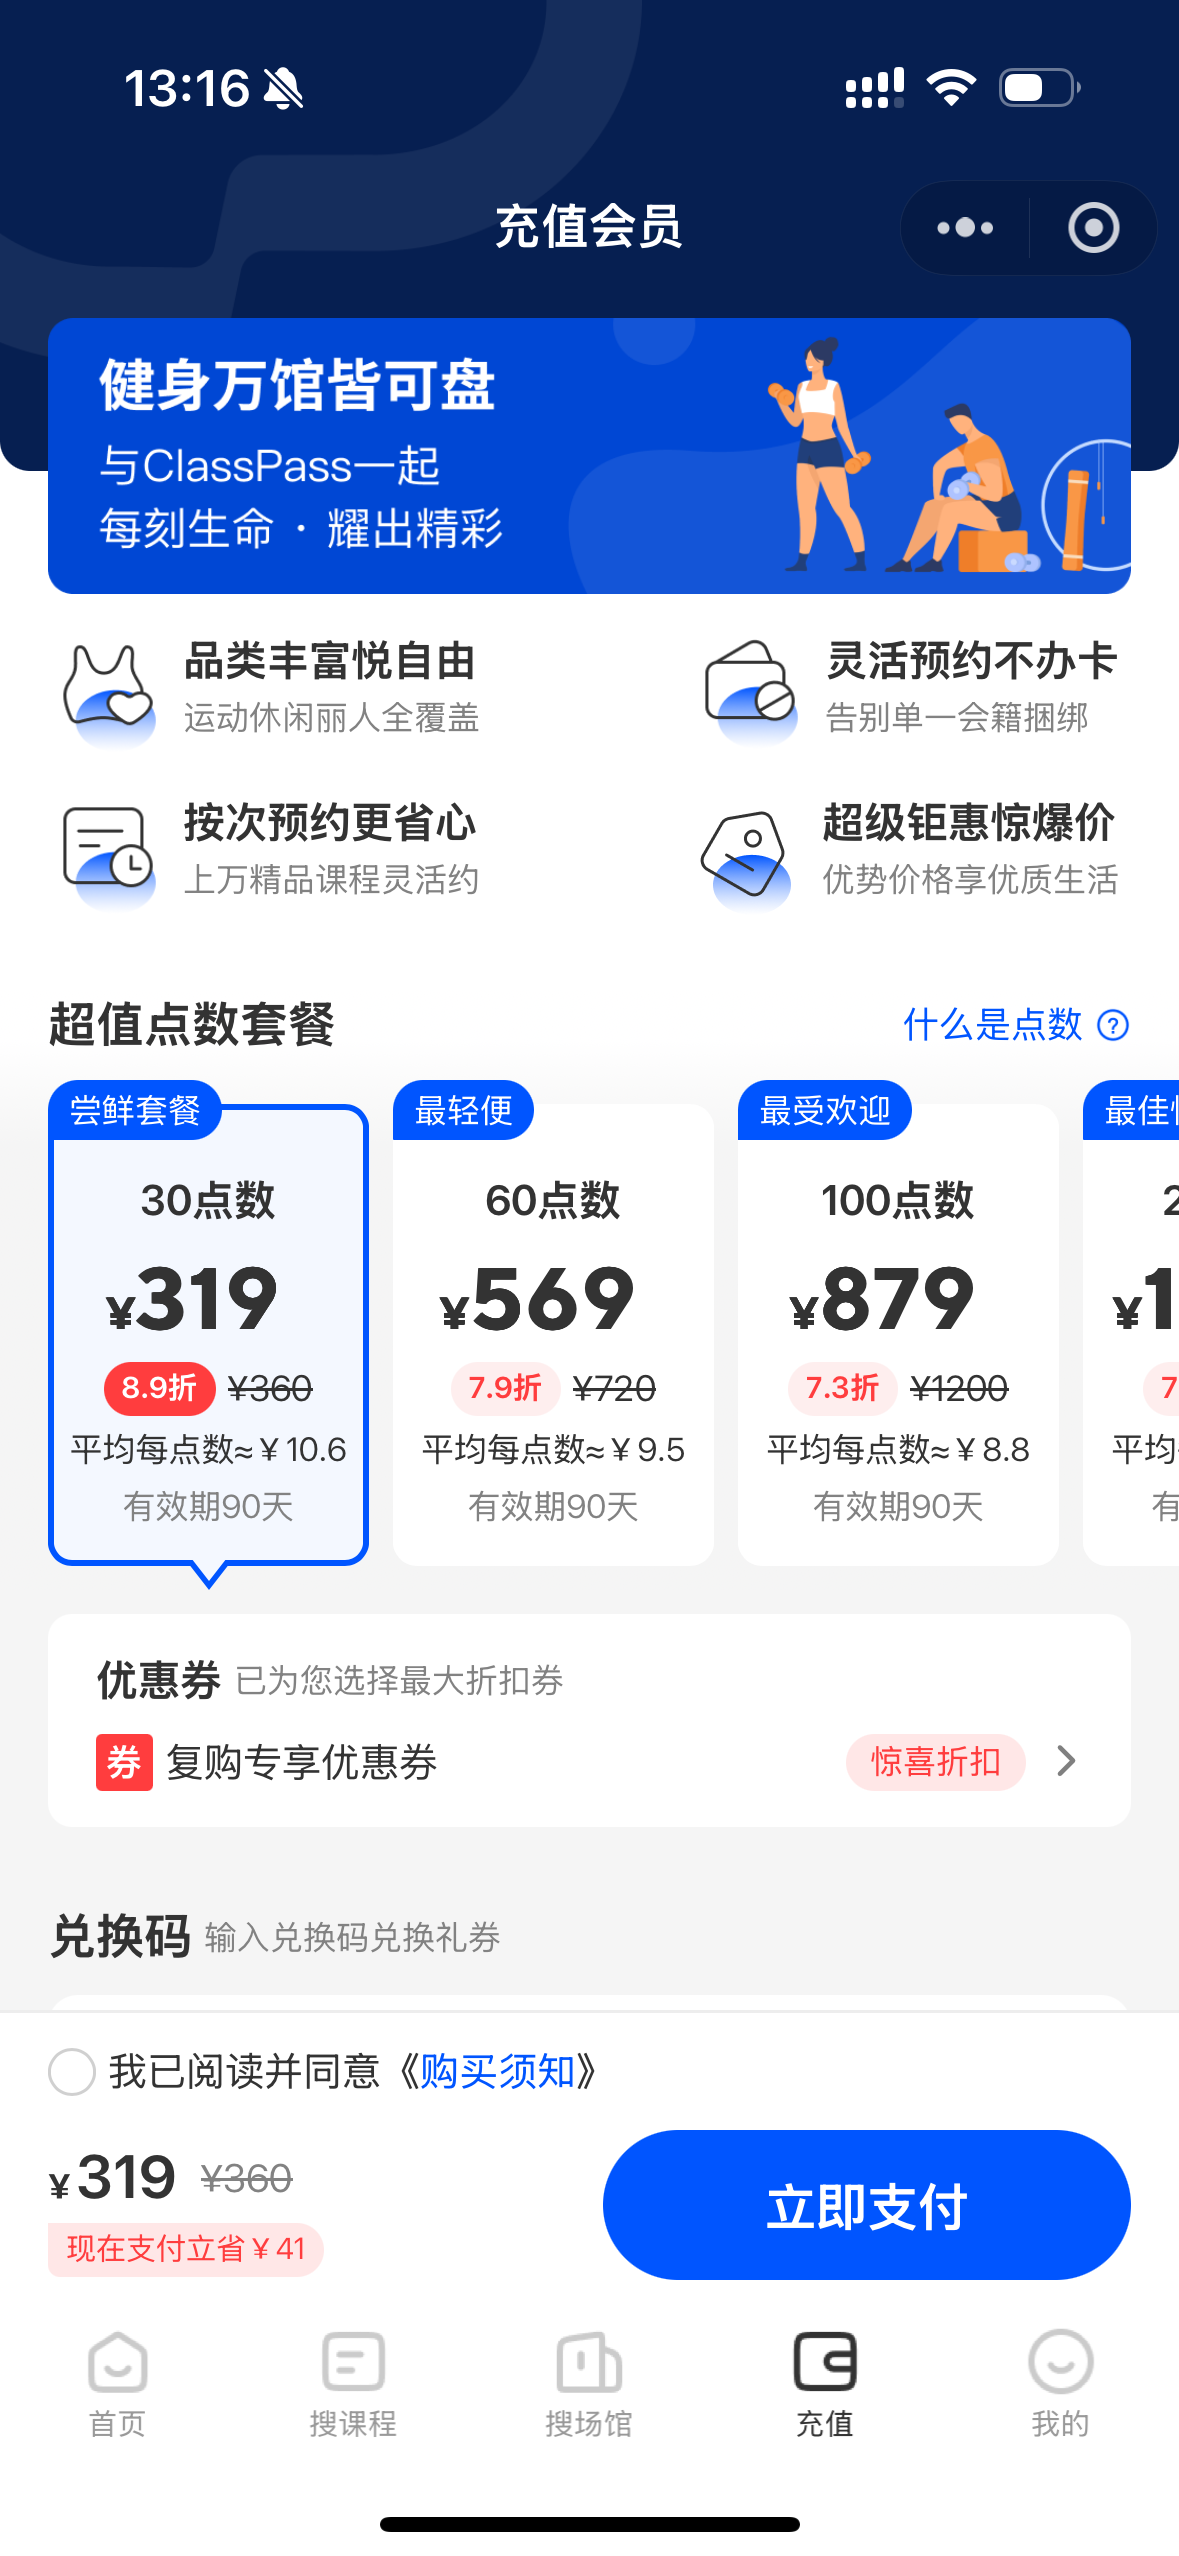 13:16
充值会员
健身万馆皆可盘
与ClassPass一起
每刻生命 · 耀出精彩
品类丰富悦自由
运动休闲丽人全覆盖
灵活预约不办卡
告别单一会籍捆绑
按次预约更省心
上万精品课程灵活约
超级钜惠惊爆价
优势价格享优质生活
超值点数套餐
什么是点数 ?
尝鲜套餐
30点数
¥319
8.9折 ¥360
平均每点数≈¥10.6
有效期90天
最轻便
60点数
¥569
7.9折 ¥720
平均每点数≈¥9.5
有效期90天
最受欢迎
100点数
¥879
7.3折 ¥1200
平均每点数≈¥8.8
有效期90天
最佳
2
¥1
7
平均
有
优惠券 已为您选择最大折扣券
券 复购专享优惠券
惊喜折扣
兑换码 输入兑换码兑换礼券
我已阅读并同意《购买须知》
¥319 ¥360
现在支付立省¥41
立即支付
首页
搜课程
搜场馆
充值
我的